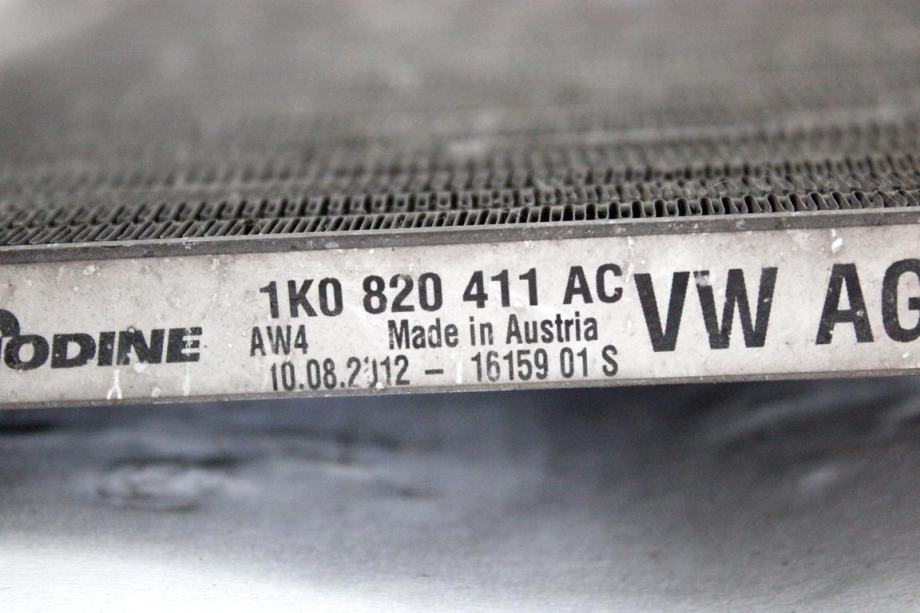 ODINE
1K0 820 411 AC
AW4 Made in Austria
10.08.2012 - 16159 01 S
VW AG